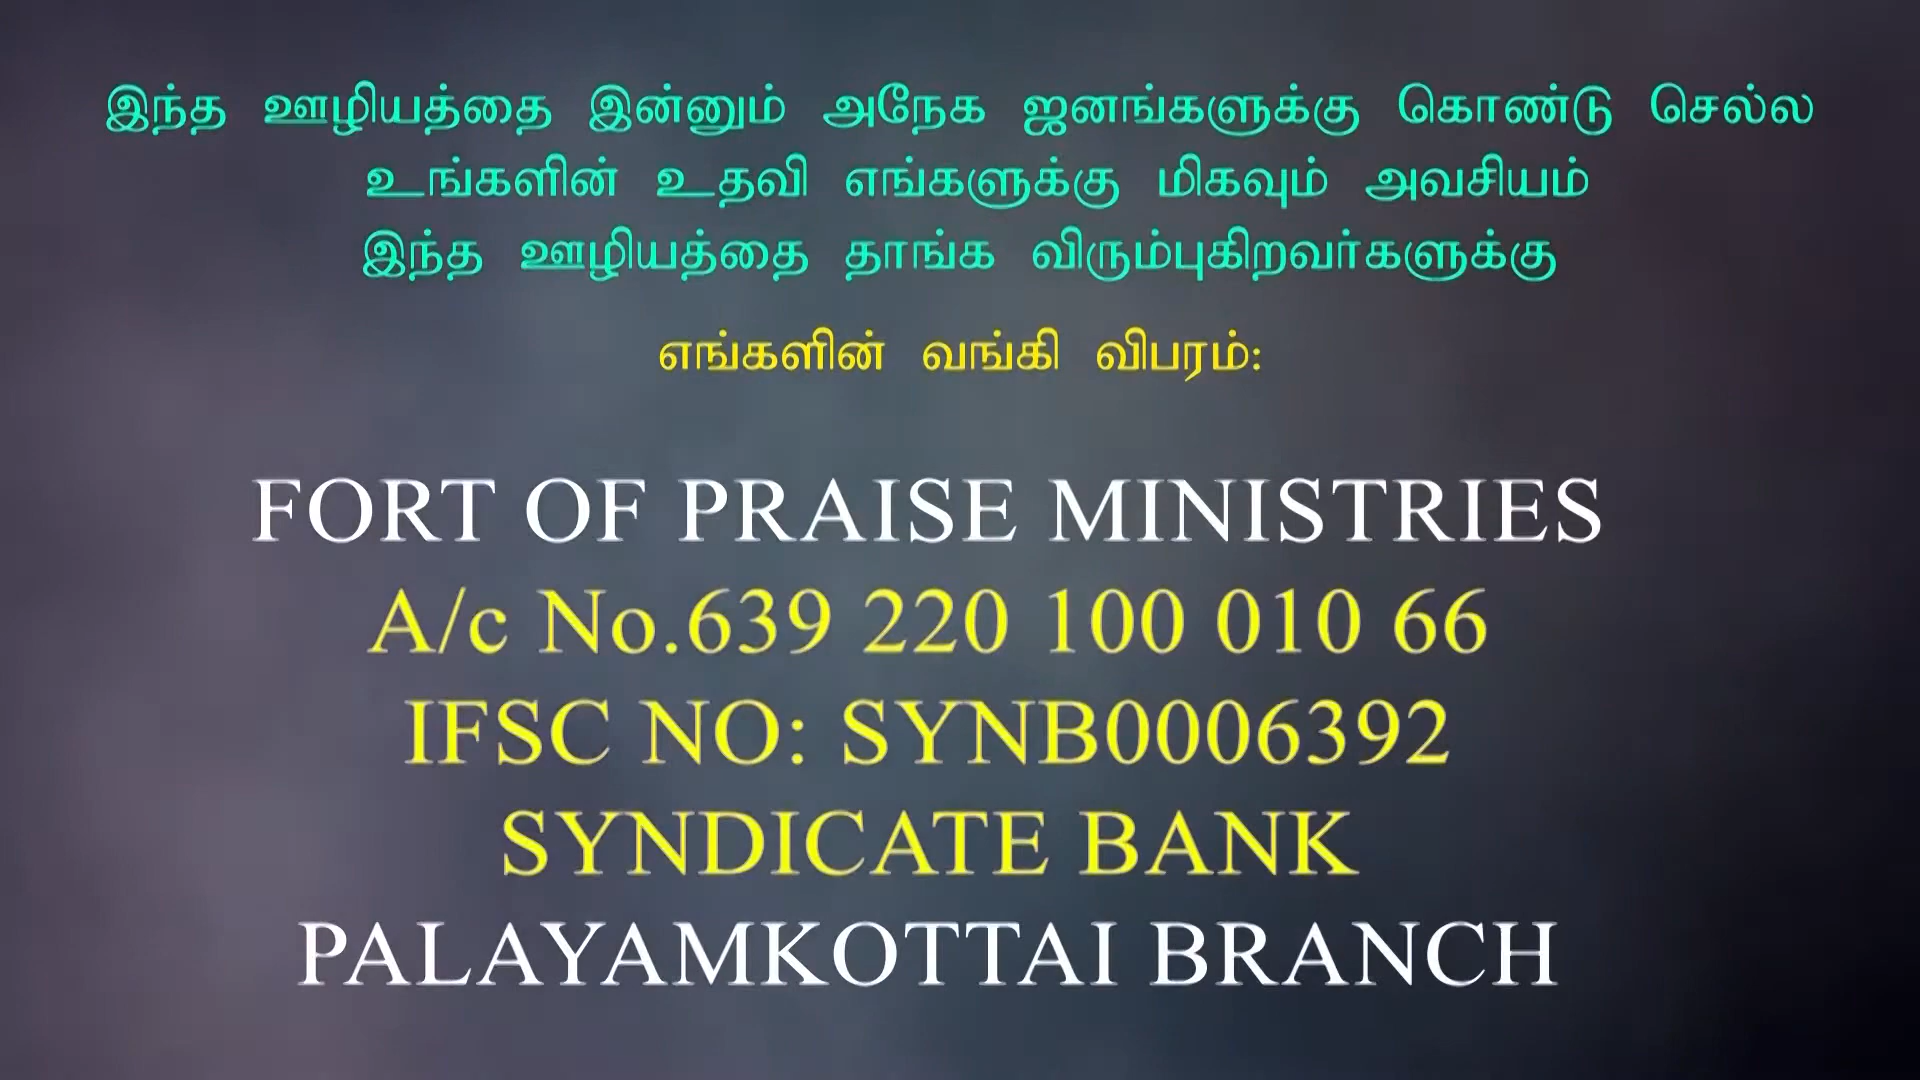 இந்த ஊழியத்தை இன்னும் அநேக ஜனங்களுக்கு கொண்டு செல்ல
உங்களின் உதவி எங்களுக்கு மிகவும் அவசியம்
இந்த ஊழியத்தை தாங்க விரும்புகிறவர்களுக்கு
எங்களின் வங்கி விபரம்:
FORT OF PRAISE MINISTRIES
A/c No.639 220 100 010 66
IFSC NO: SYNB0006392
SYNDICATE BANK
PALAYAMKOTTAI BRANCH